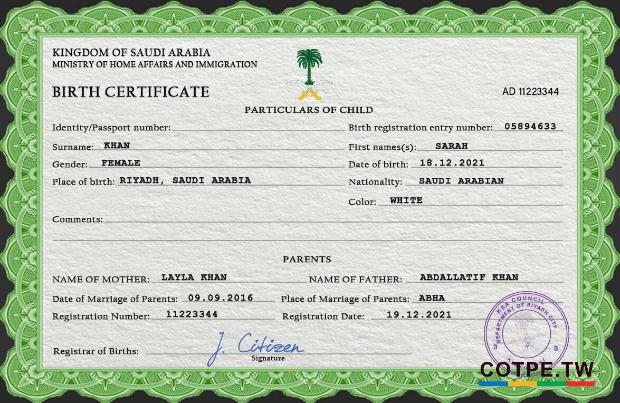 KINGDOM OF SAUDI ARABIA
MINISTRY OF HOME AFFAIRS AND IMMIGRATION
BIRTH CERTIFICATE
AD 11223344
PARTICULARS OF CHILD
Identity/Passport number:
Birth registration entry number: 05894633
Surname: KHAN
First names(s): SARAH
Gender: FEMALE
Date of birth: 18.12.2021
Place of birth: RIYADH, SAUDI ARABIA
Nationality: SAUDI ARABIAN
Color: WHITE
Comments:
PARENTS
NAME OF MOTHER: LAYLA KHAN
NAME OF FATHER: ABDALLATIF KHAN
Date of Marriage of Parents: 09.09.2016
Place of Marriage of Parents: ABHA
Registration Number: 11223344
Registration Date: 19.12.2021
Registrar of Births: J. Citizen
Signature
KSA COUNCIL
DEPARTMENT OF RIYADH CITY
COTPE.TW